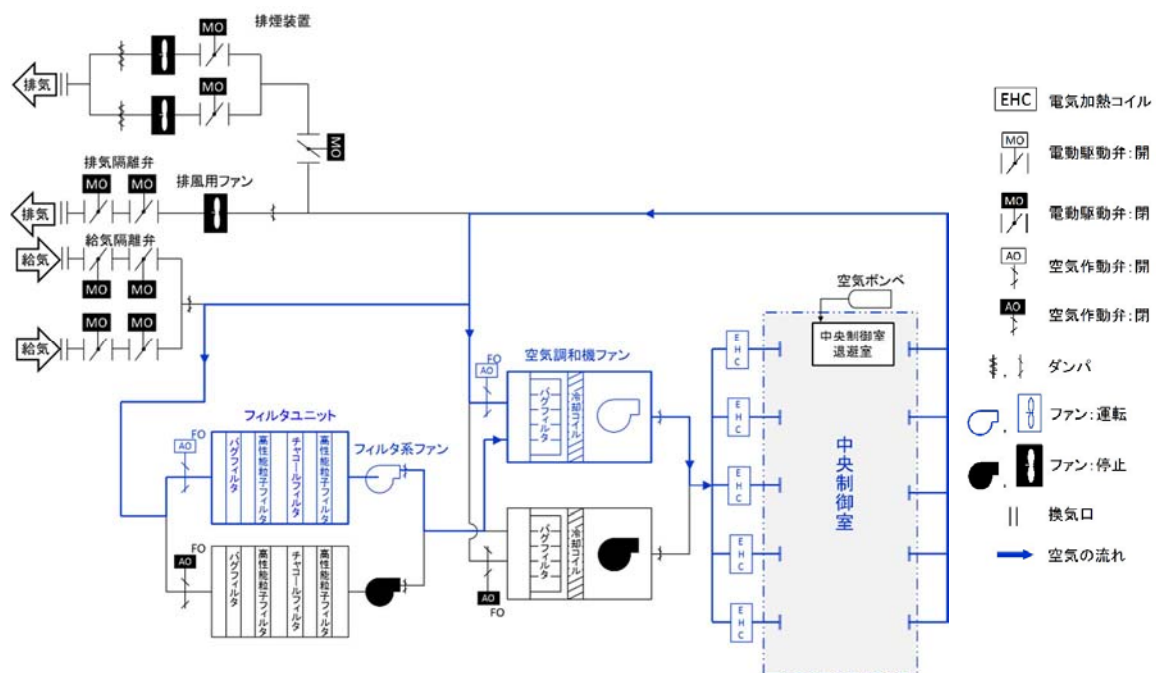 排煙装置
MO
MO
排気
MO
排気隔離弁
MO
MO
排風用ファン
排気
給気隔離弁
給気
MO
MO
MO
MO
給気
空気ボンベ
中央制御室
退避室
空気調和機ファン
FO
AO
バグフィルタ
冷却コイル
EHC
EHC
EHC
EHC
EHC
中央制御室
フィルタユニット
フィルタ系ファン
FO
AO
バグフィルタ
高性能粒子フィルタ
チャコールフィルタ
高性能粒子フィルタ
FO
AO
バグフィルタ
高性能粒子フィルタ
チャコールフィルタ
高性能粒子フィルタ
バグフィルタ
冷却コイル
AO
FO
EHC 電気加熱コイル
MO 電動駆動弁:開
MO 電動駆動弁:閉
AO 空気作動弁:開
AO 空気作動弁:閉
, ダンパ
, ファン:運転
, ファン:停止
換気口
空気の流れ